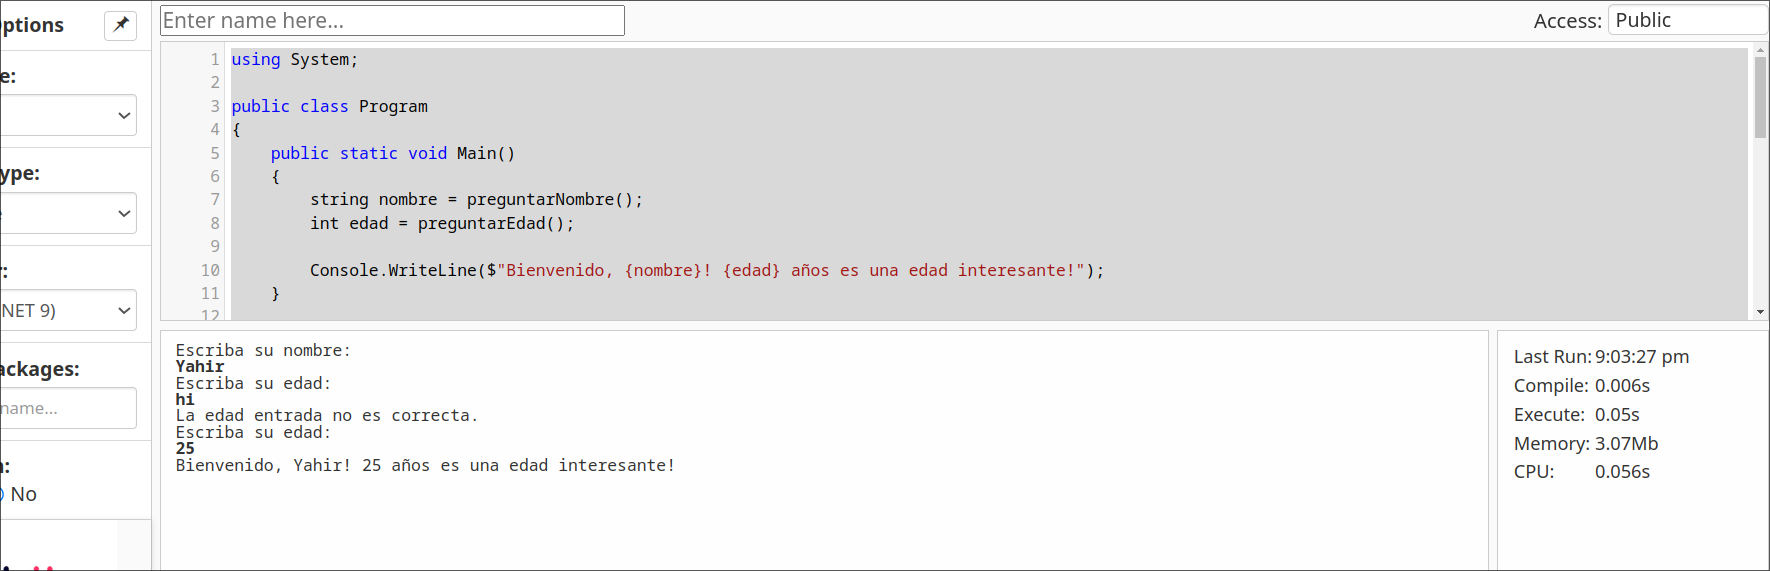 ptions
Enter name here...
Access: Public
e:
ype:
r:
NET 9)
ackages:
name...
No
1 using System;
2
3 public class Program
4 {
5 public static void Main()
6 {
7 string nombre = preguntarNombre();
8 int edad = preguntarEdad();
9
10 Console.WriteLine($"Bienvenido, {nombre}! {edad} años es una edad interesante!");
11 }
12
Escriba su nombre:
Yahir
Escriba su edad:
hi
La edad entrada no es correcta.
Escriba su edad:
25
Bienvenido, Yahir! 25 años es una edad interesante!
Last Run: 9:03:27 pm
Compile: 0.006s
Execute: 0.05s
Memory: 3.07Mb
CPU: 0.056s